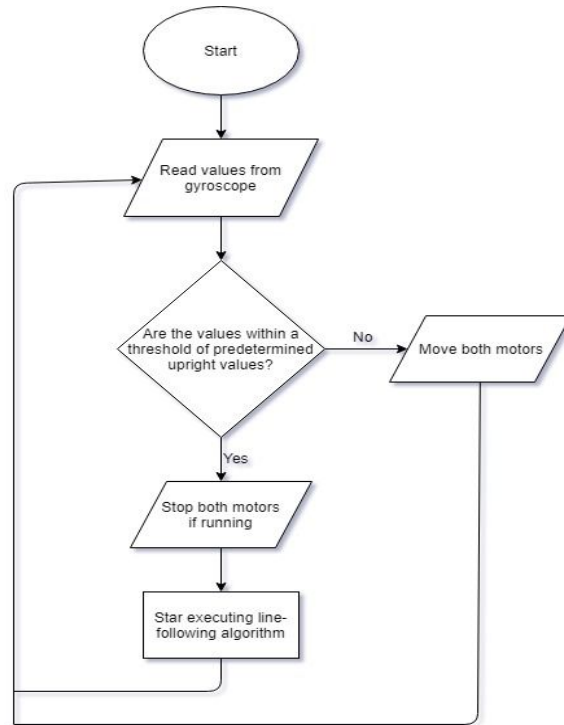 Start
Read values from
gyroscope
Are the values within a
threshold of predetermined
upright values?
No
Move both motors
Yes
Stop both motors
if running
Star executing line-
following algorithm